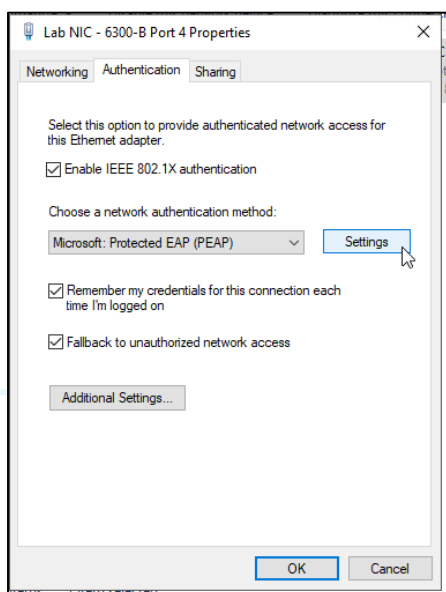 Lab NIC - 6300-B Port 4 Properties
Networking Authentication Sharing
Select this option to provide authenticated network access for
this Ethernet adapter.
Enable IEEE 802.1X authentication
Choose a network authentication method:
Microsoft: Protected EAP (PEAP) Settings
Remember my credentials for this connection each
time I'm logged on
Fallback to unauthorized network access
Additional Settings...
OK Cancel